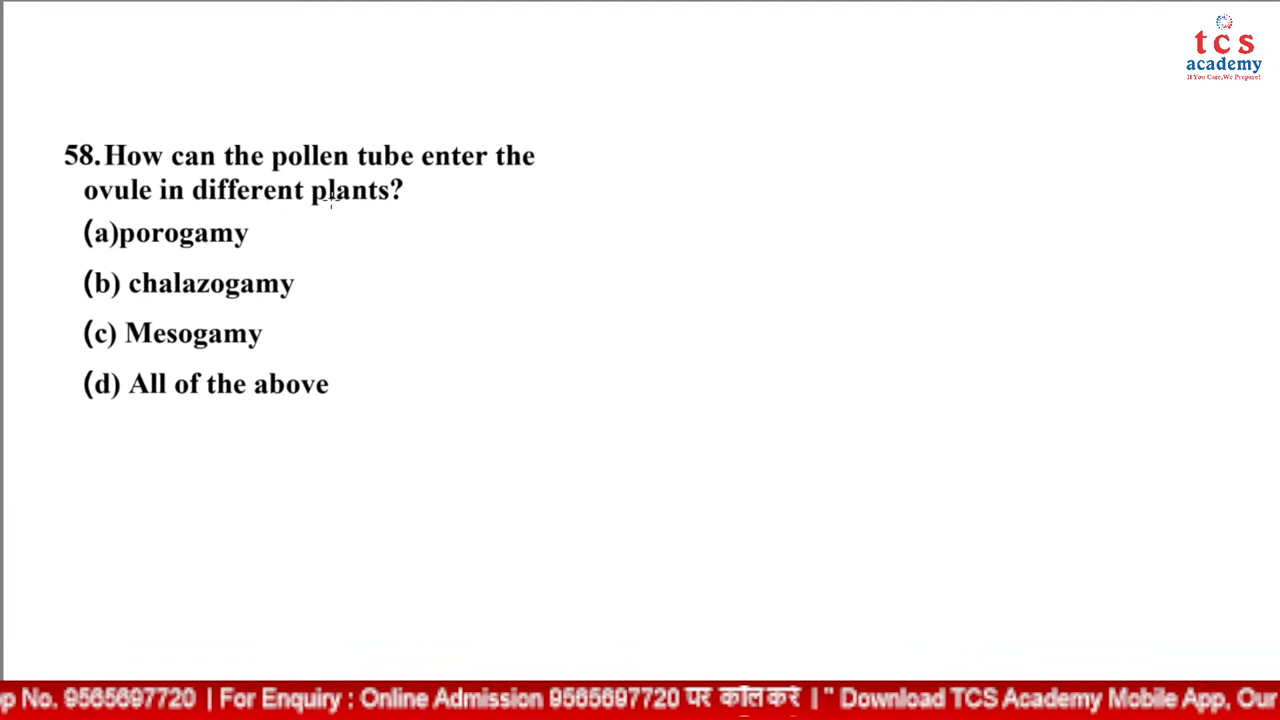 tcs
academy
If You Care,We Prepare!
58.How can the pollen tube enter the
ovule in different plants?
(a)porogamy
(b) chalazogamy
(c) Mesogamy
(d) All of the above
p No. 9565697720 | For Enquiry : Online Admission 9565697720 पर कॉल करें | " Download TCS Academy Mobile App, Our